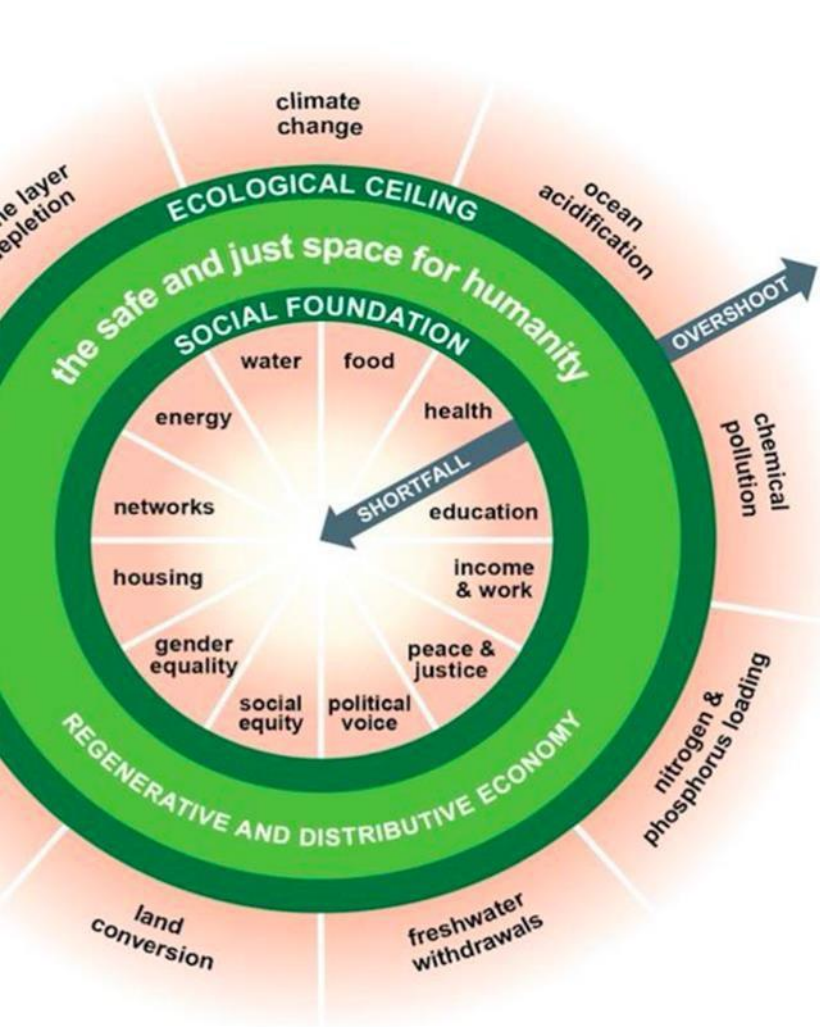 climate
change
layer
ocean
acidification
ECOLOGICAL CEILING
the safe and just space for humanity
SOCIAL FOUNDATION
OVERSHOOT
water
food
energy
health
SHORTFALL
networks
education
chemical
pollution
housing
income
& work
gender
equality
peace &
justice
social
equity
political
voice
nitrogen &
phosphorus loading
REGENERATIVE AND DISTRIBUTIVE ECONOMY
land
conversion
freshwater
withdrawals